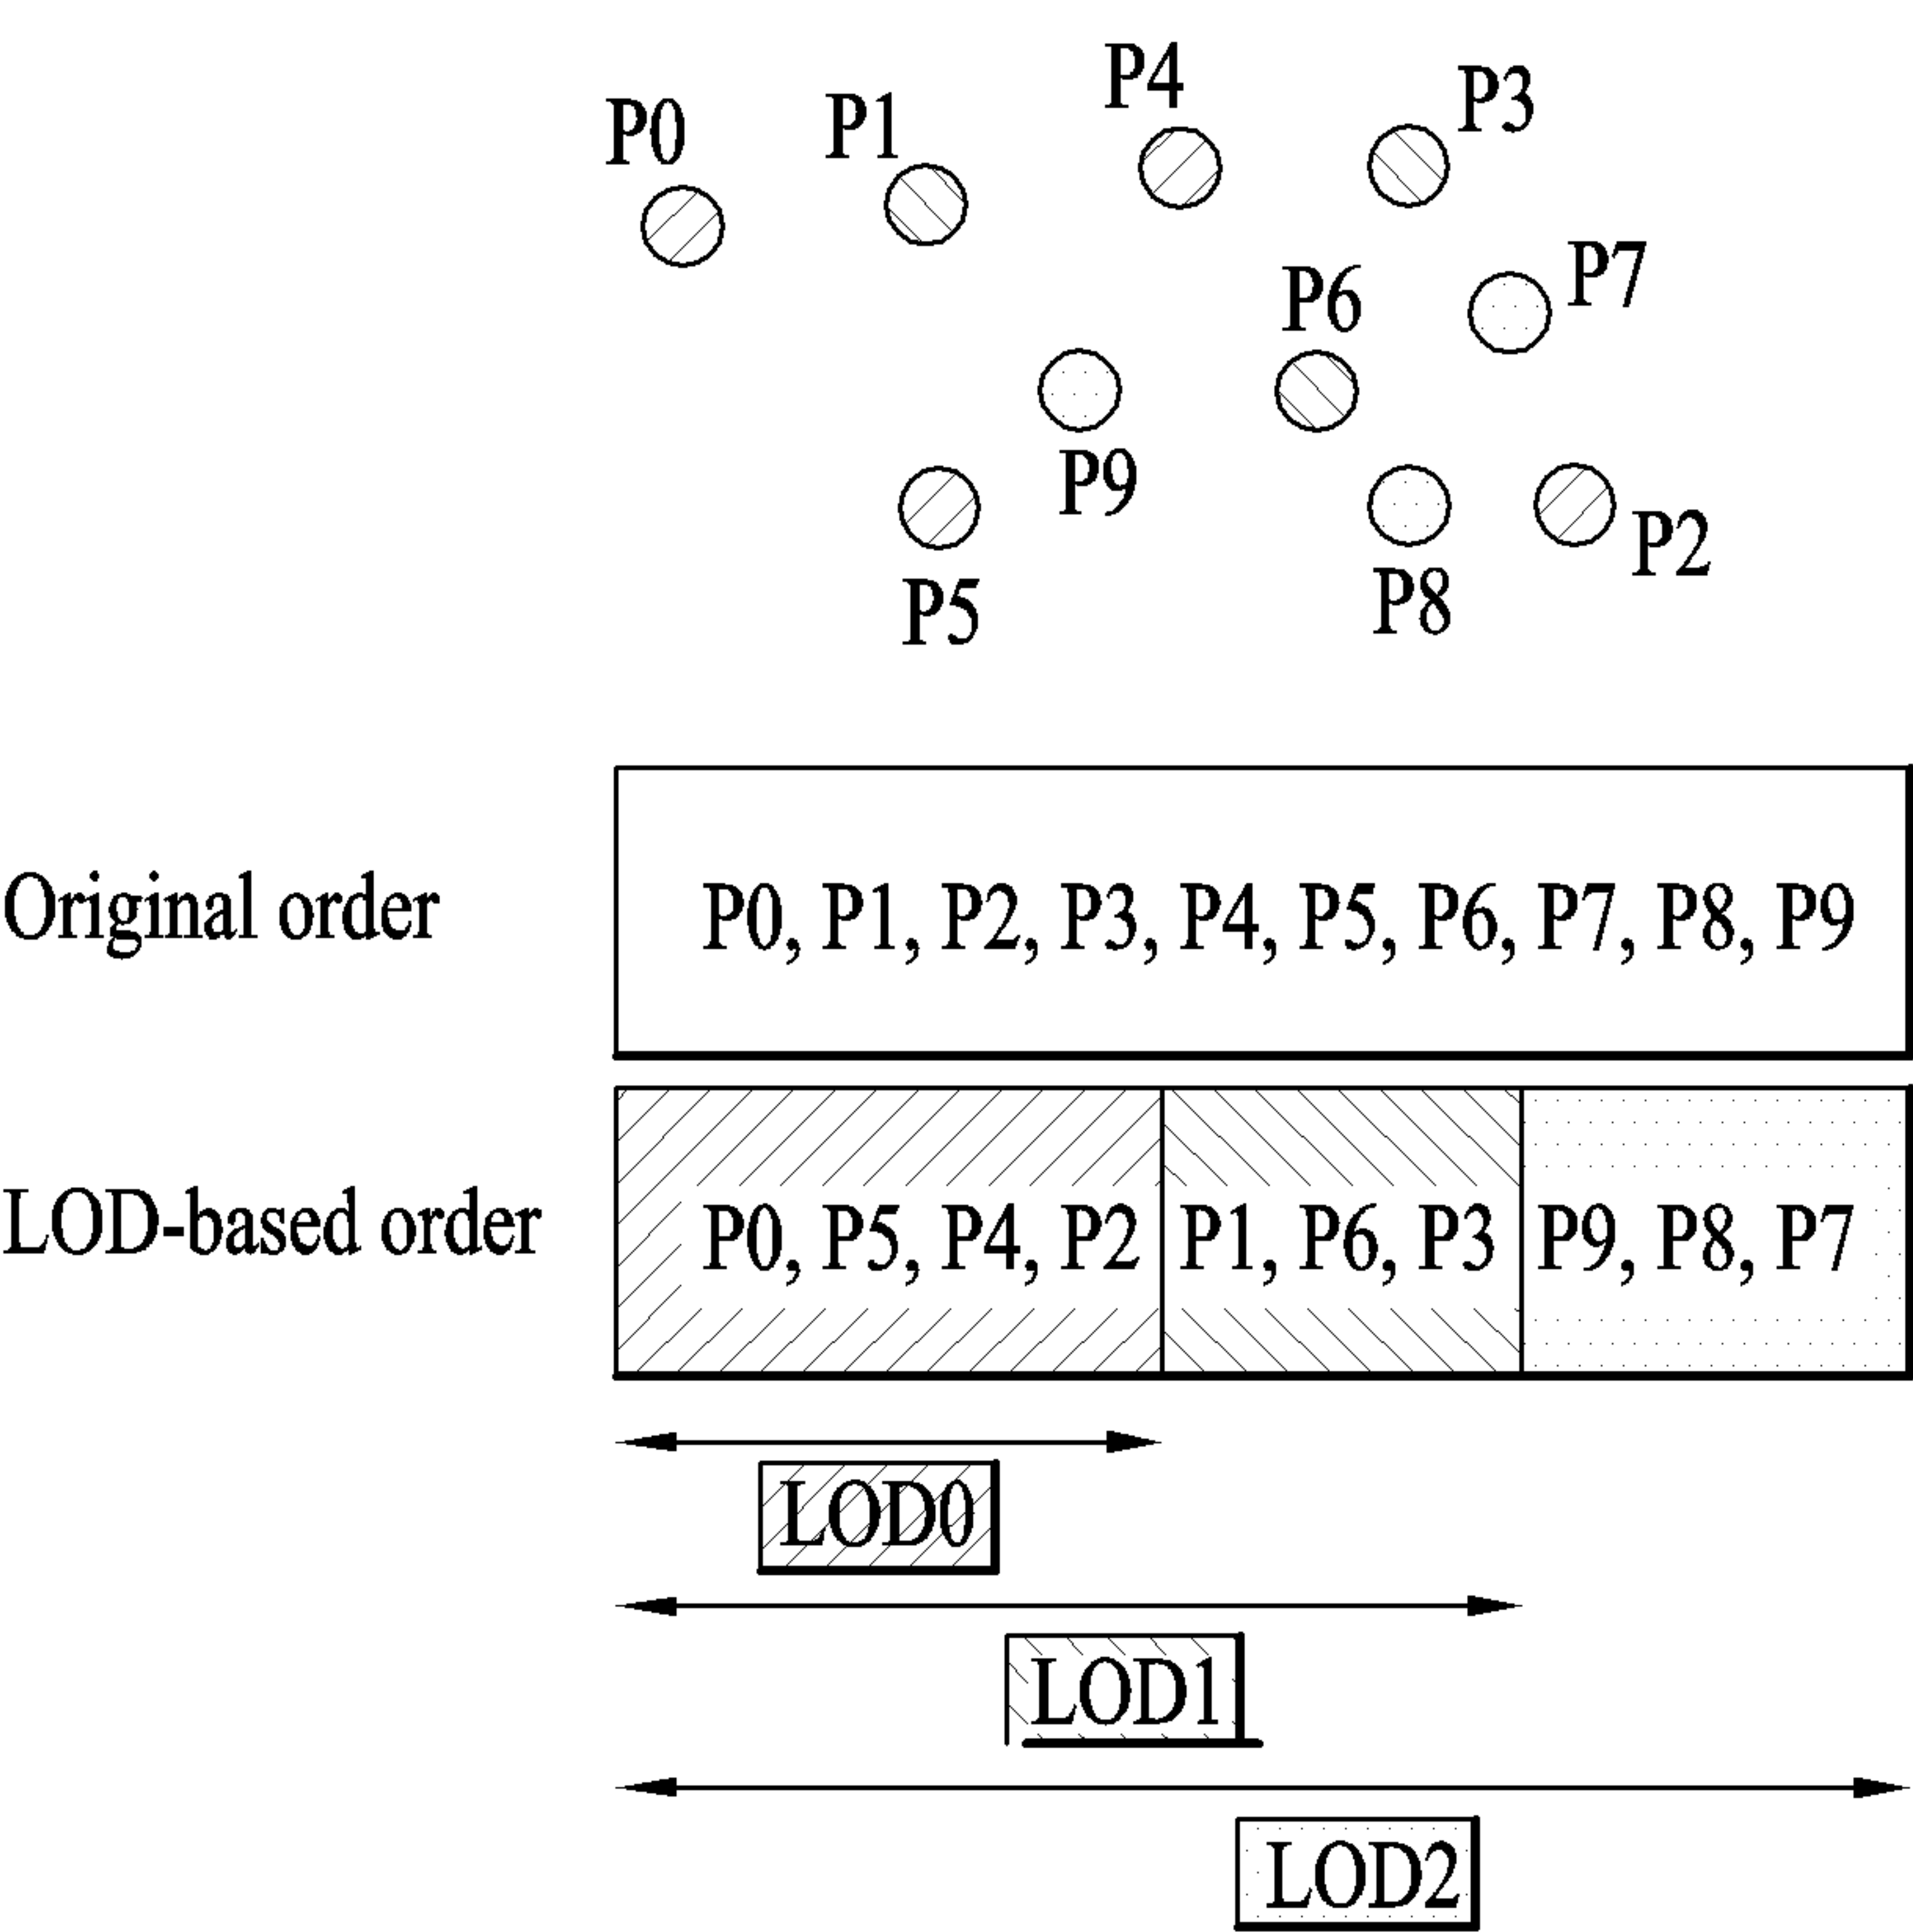 P4
P3
P0
P1
P7
P6
P9
P2
P8
P5
Original order
P0, P1, P2, P3, P4, P5, P6, P7, P8, P9
LOD-based order
P0, P5, P4, P2
P1, P6, P3
P9, P8, P7
LOD0
LOD1
LOD2